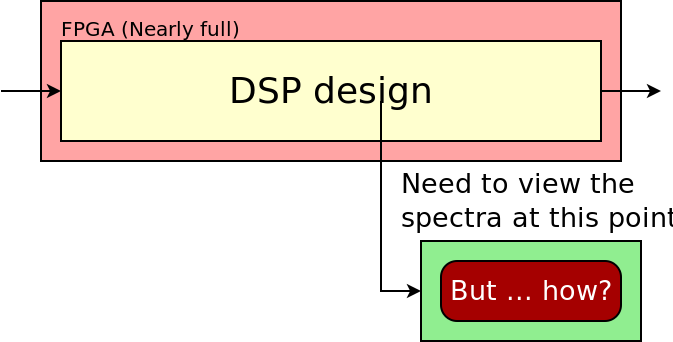 FPGA (Nearly full)
DSP design
Need to view the
spectra at this point
But ... how?